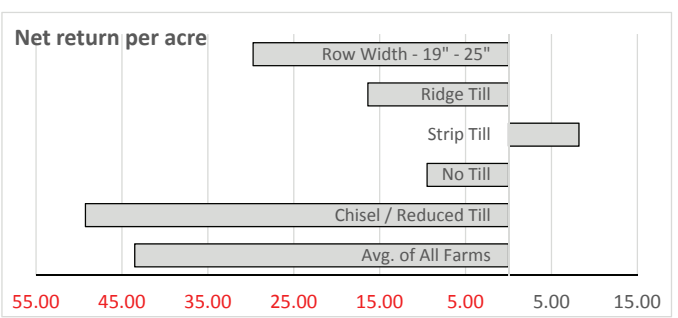 Net return per acre
Row Width - 19" - 25"
Ridge Till
Strip Till
No Till
Chisel / Reduced Till
Avg. of All Farms
55.00 45.00 35.00 25.00 15.00 5.00 5.00 15.00